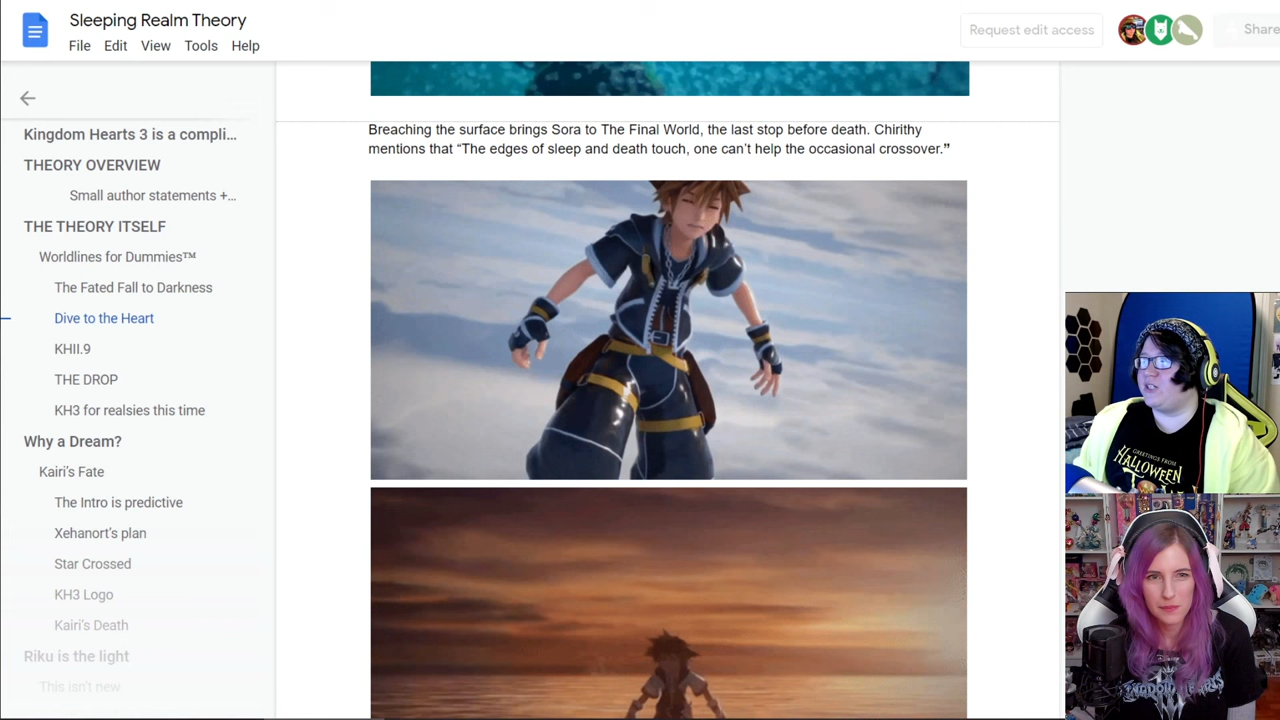 Sleeping Realm Theory
File Edit View Tools Help
Request edit access
Share
Kingdom Hearts 3 is a compli...
THEORY OVERVIEW
Small author statements +...
THE THEORY ITSELF
Worldlines for Dummies™
The Fated Fall to Darkness
Dive to the Heart
KHII.9
THE DROP
KH3 for realsies this time
Why a Dream?
Kairi's Fate
The Intro is predictive
Xehanort's plan
Star Crossed
KH3 Logo
Kairi's Death
Riku is the light
This isn't new
Breaching the surface brings Sora to The Final World, the last stop before death. Chirithy
mentions that “The edges of sleep and death touch, one can’t help the occasional crossover.”
GREETINGS FROM
HALLOWEEN
KINGDOM HEARTS